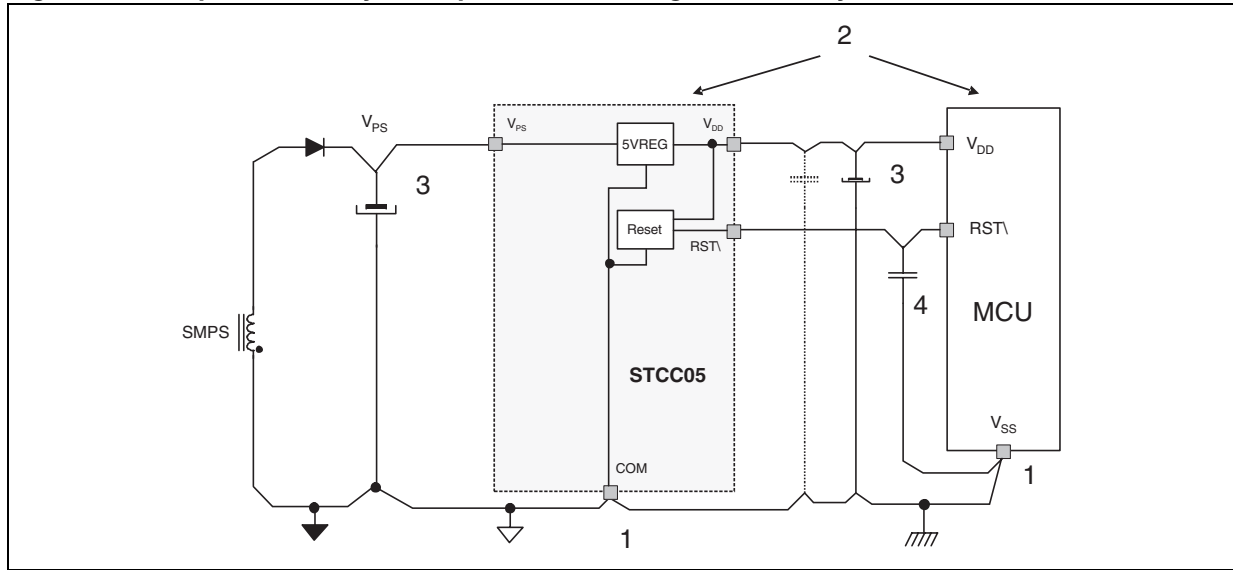 2
V_PS
V_PS
5VREG
V_DD
V_DD
3
3
Reset
RST\
RST\
4
MCU
SMPS
STCC05
V_SS
COM
1
1